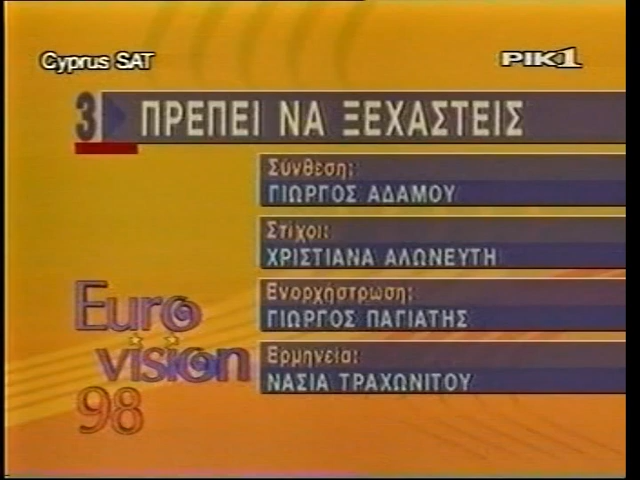 Cyprus SAT
ΡΙΚ1
3 ΠΡΕΠΕΙ ΝΑ ΞΕΧΑΣΤΕΙΣ
Σύνθεση:
ΓΙΩΡΓΟΣ ΑΔΑΜΟΥ
Στίχοι:
ΧΡΙΣΤΙΑΝΑ ΑΛΩΝΕΥΤΗ
Ενορχήστρωση:
ΓΙΩΡΓΟΣ ΠΑΓΙΑΤΗΣ
Ερμηνεία:
ΝΑΣΙΑ ΤΡΑΧΩΝΙΤΟΥ
Euro
vision
98